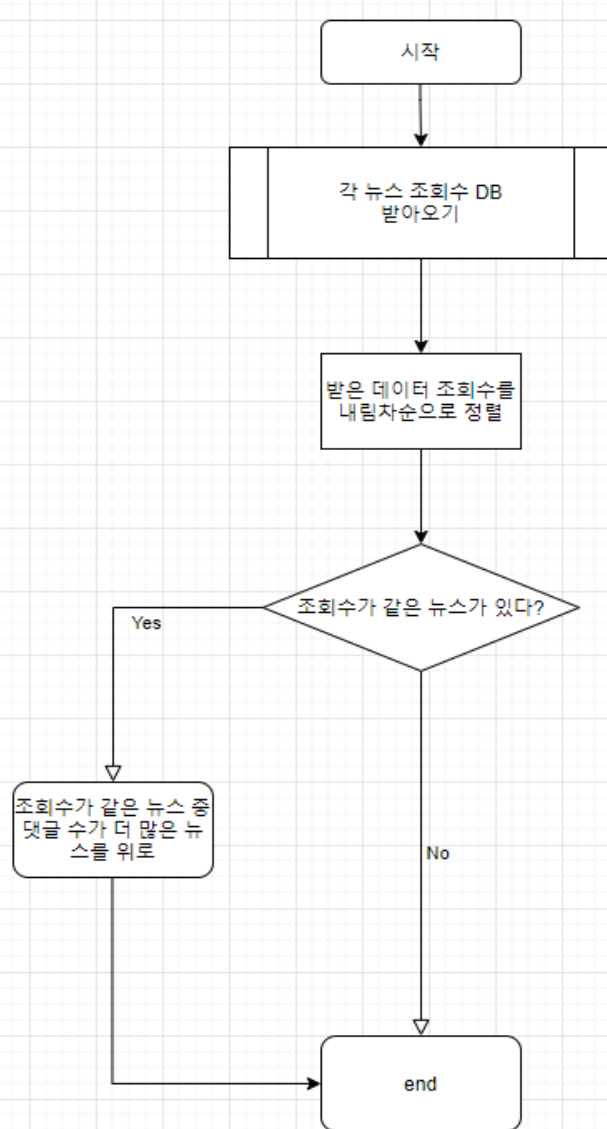 시작
각 뉴스 조회수 DB
받아오기
받은 데이터 조회수를
내림차순으로 정렬
조회수가 같은 뉴스가 있다?
Yes
조회수가 같은 뉴스 중
댓글 수가 더 많은 뉴
스를 위로
No
end